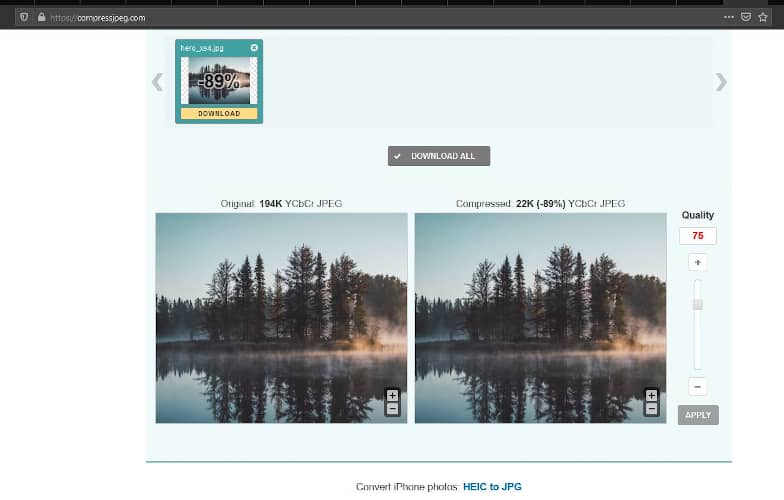 https://compressjpeg.com
hero_xs4.jpg
-89%
DOWNLOAD
DOWNLOAD ALL
Original: 194K YCbCr JPEG
Compressed: 22K (-89%) YCbCr JPEG
Quality
75
+
+
−
+
−
−
APPLY
Convert iPhone photos: HEIC to JPG